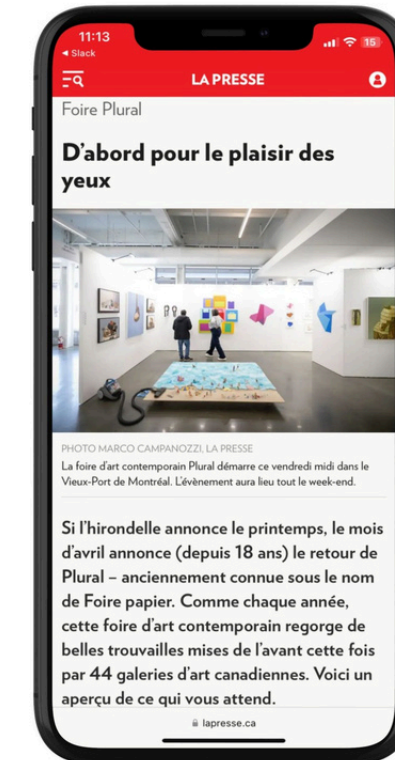 11:13
◀ Slack
15
LA PRESSE
Foire Plural
D'abord pour le plaisir des
yeux
PHOTO MARCO CAMPANOZZI, LA PRESSE
La foire d'art contemporain Plural démarre ce vendredi midi dans le
Vieux-Port de Montréal. L'évènement aura lieu tout le week-end.
Si l'hirondelle annonce le printemps, le mois
d'avril annonce (depuis 18 ans) le retour de
Plural – anciennement connue sous le nom
de Foire papier. Comme chaque année,
cette foire d'art contemporain regorge de
belles trouvailles mises de l'avant cette fois
par 44 galeries d'art canadiennes. Voici un
aperçu de ce qui vous attend.
lapresse.ca